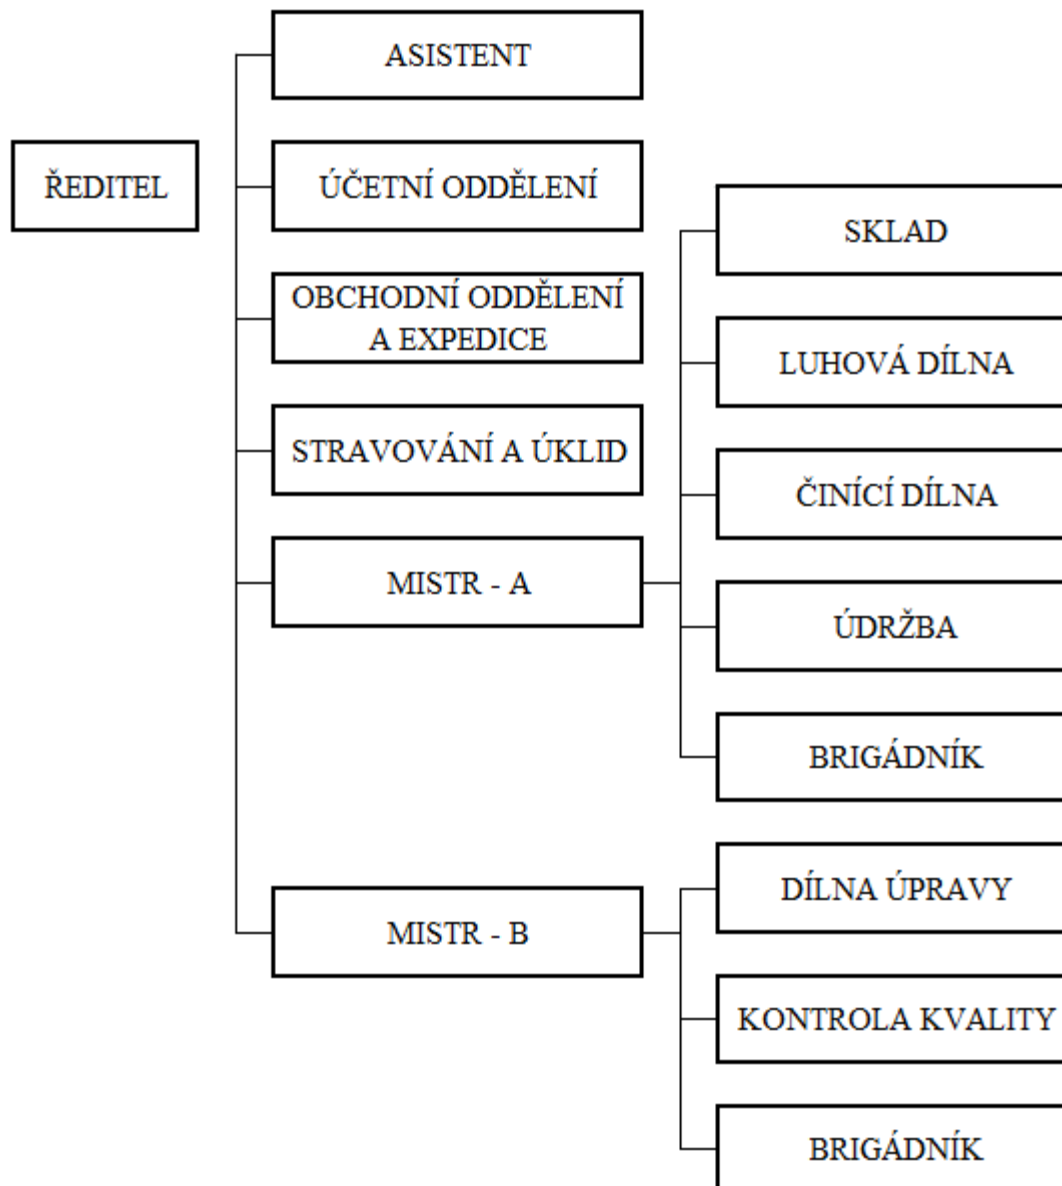 ŘEDITEL
ASISTENT
ÚČETNÍ ODDĚLENÍ
OBCHODNÍ ODDĚLENÍ
A EXPEDICE
STRAVOVÁNÍ A ÚKLID
MISTR - A
SKLAD
LUHOVÁ DÍLNA
ČINÍCÍ DÍLNA
ÚDRŽBA
BRIGÁDNÍK
MISTR - B
DÍLNA ÚPRAVY
KONTROLA KVALITY
BRIGÁDNÍK